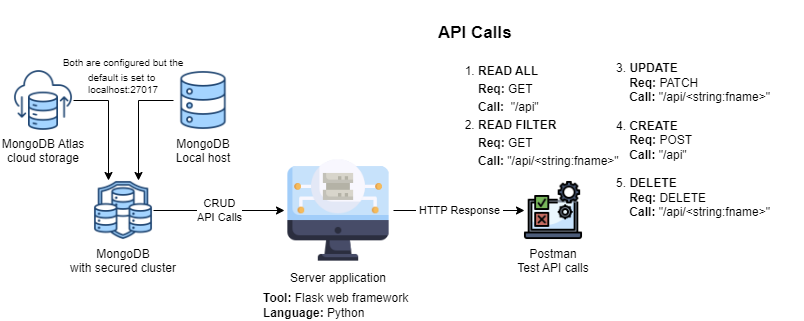 API Calls
Both are configured but the
default is set to
localhost:27017
MongoDB Atlas
cloud storage
MongoDB
Local host
1. READ ALL
Req: GET
Call: "/api"
2. READ FILTER
Req: GET
Call: "/api/<string:fname>"
3. UPDATE
Req: PATCH
Call: "/api/<string:fname>"
4. CREATE
Req: POST
Call: "/api"
5. DELETE
Req: DELETE
Call: "/api/<string:fname>"
MongoDB
with secured cluster
CRUD
API Calls
Server application
Tool: Flask web framework
Language: Python
HTTP Response
Postman
Test API calls